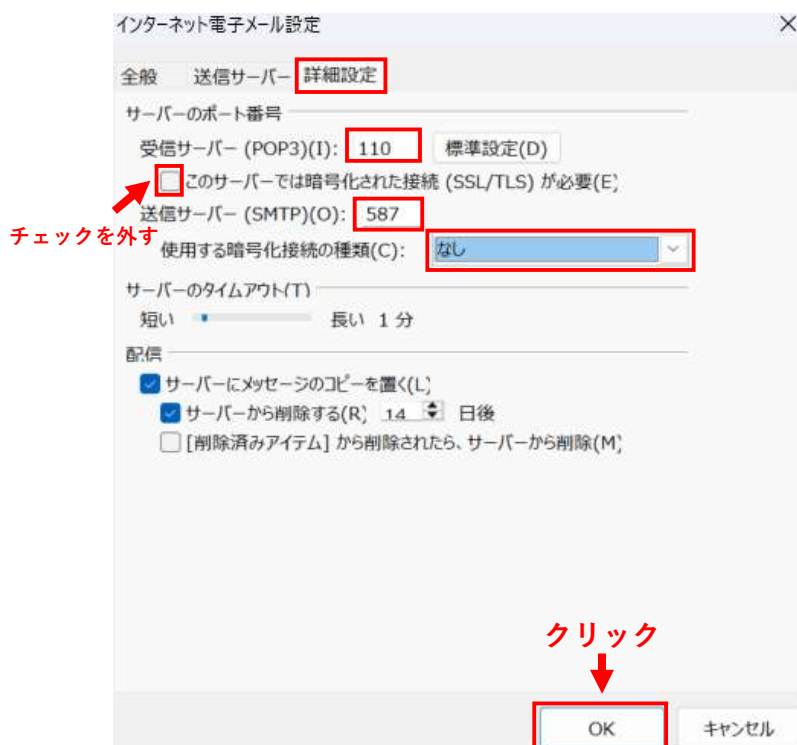 インターネット電子メール設定
全般 送信サーバー 詳細設定
サーバーのポート番号
受信サーバー (POP3)(I): 110 標準設定(D)
このサーバーでは暗号化された接続 (SSL/TLS) が必要(E)
チェックを外す
送信サーバー (SMTP)(O): 587
使用する暗号化接続の種類(C): なし
サーバーのタイムアウト(T)
短い 長い 1 分
配信
サーバーにメッセージのコピーを置く(L)
サーバーから削除する(R) 14 日後
[削除済みアイテム] から削除されたら、サーバーから削除(M)
クリック
OK キャンセル